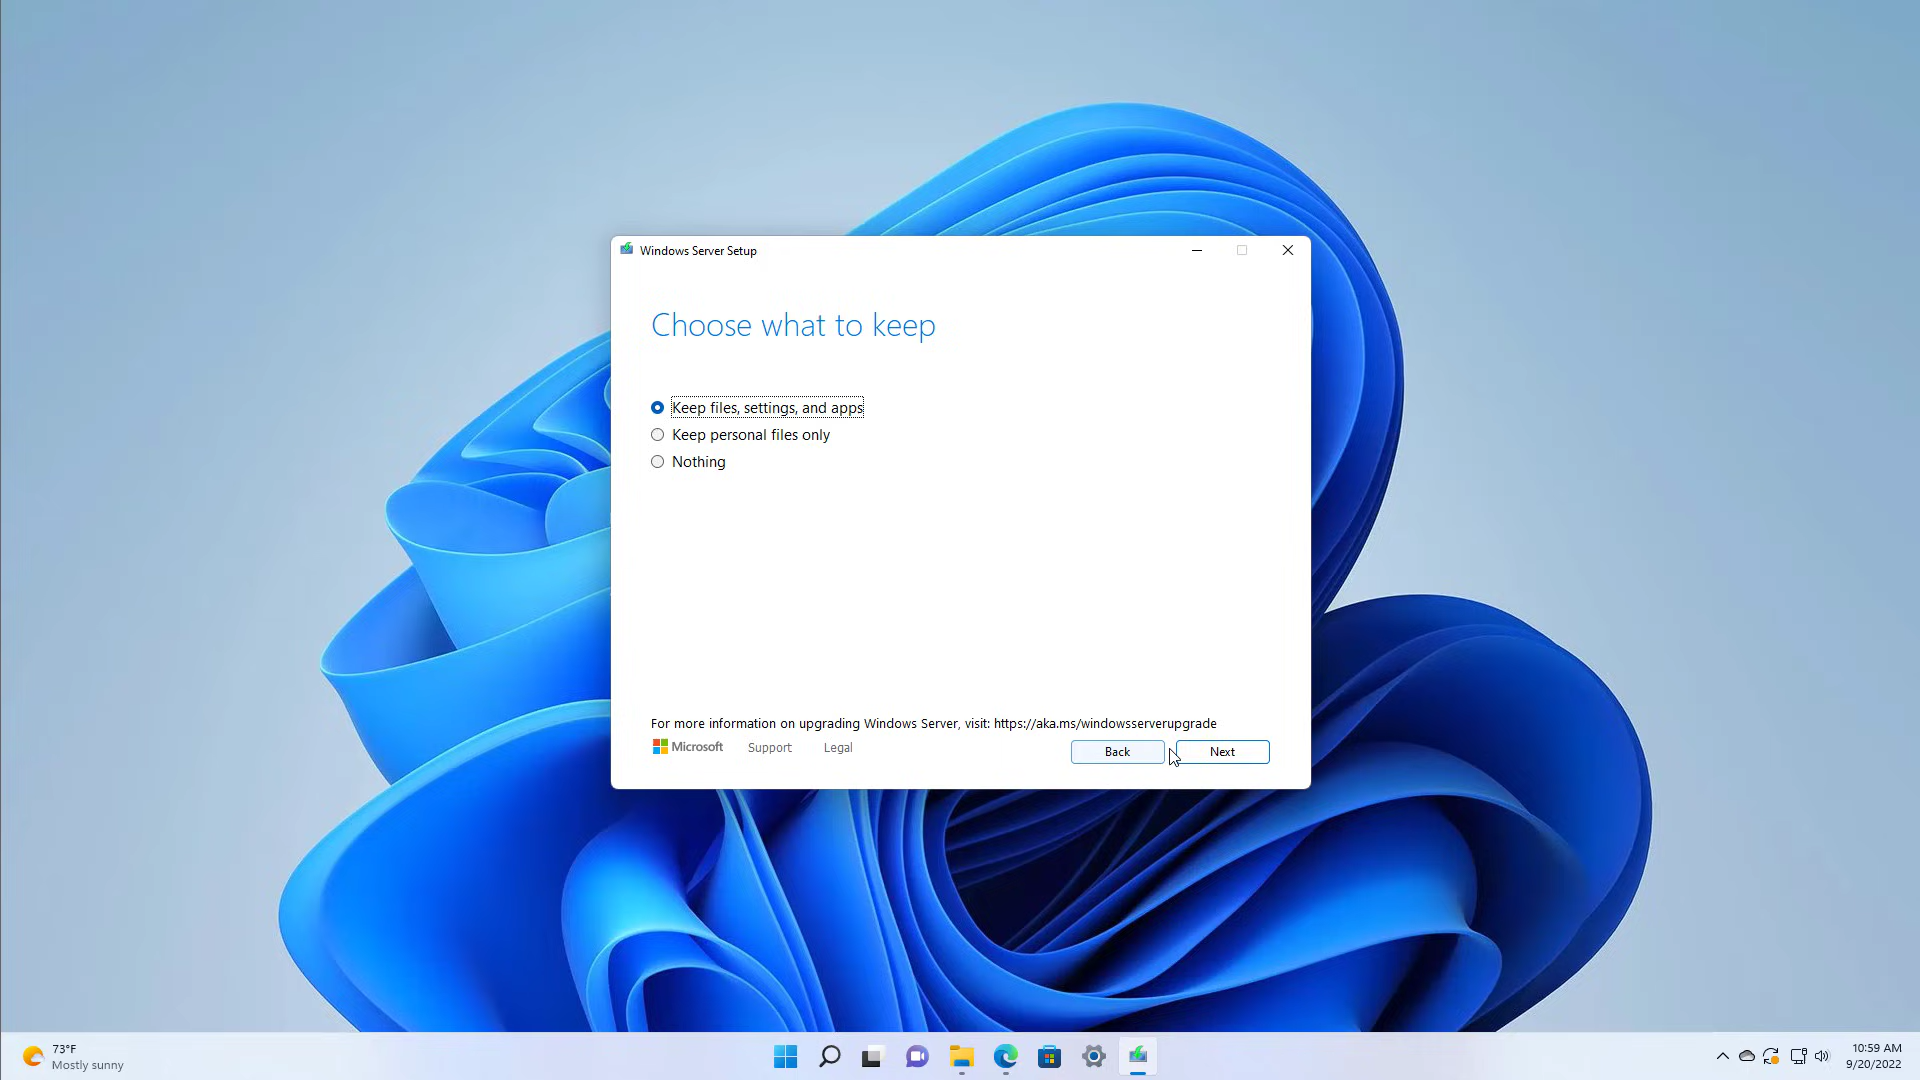 Windows Server Setup
Choose what to keep
Keep files, settings, and apps
Keep personal files only
Nothing
For more information on upgrading Windows Server, visit: https://aka.ms/windowsserverupgrade
Microsoft Support Legal
Back Next
73°F
Mostly sunny
10:59 AM
9/20/2022